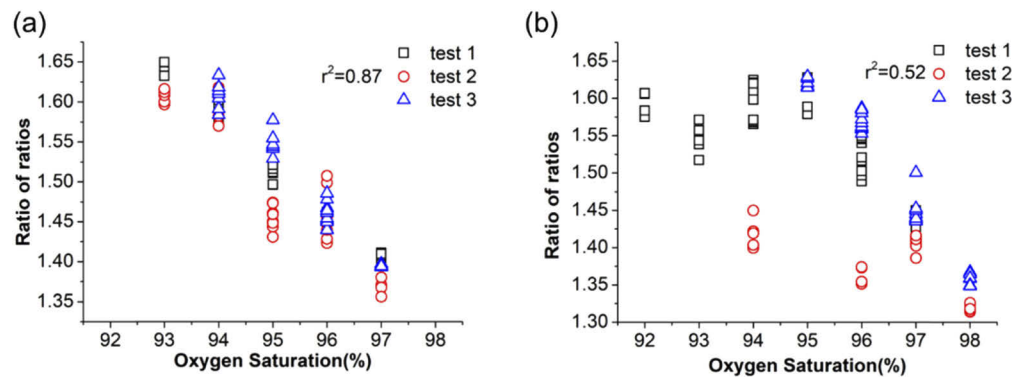 (a)
Ratio of ratios
1.65
1.60
1.55
1.50
1.45
1.40
1.35
r²=0.87
test 1
test 2
test 3
92 93 94 95 96 97 98
Oxygen Saturation(%)
(b)
Ratio of ratios
1.65
1.60
1.55
1.50
1.45
1.40
1.35
1.30
r²=0.52
test 1
test 2
test 3
92 93 94 95 96 97 98
Oxygen Saturation(%)